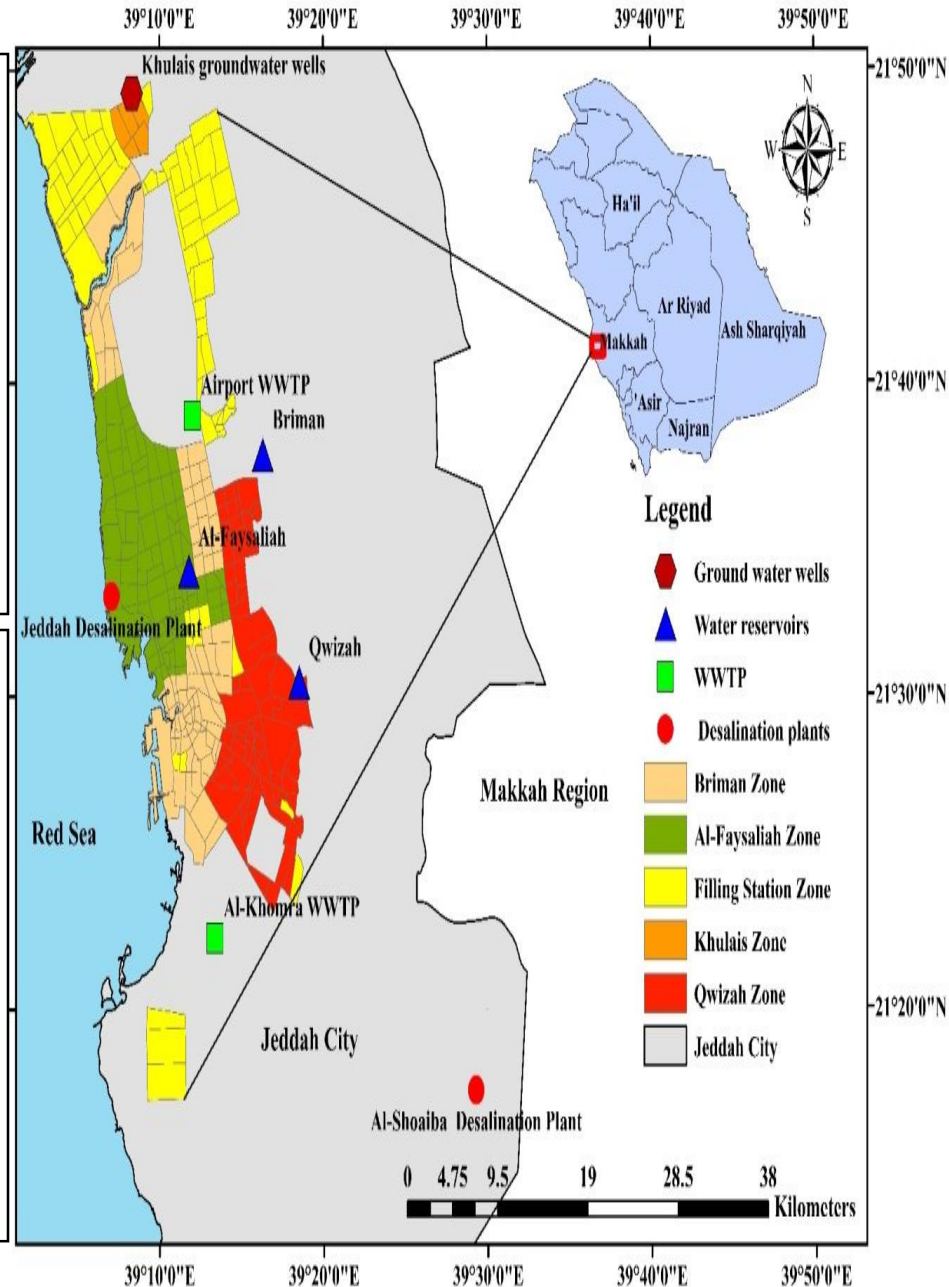 39°10'0"E 39°20'0"E 39°30'0"E 39°40'0"E 39°50'0"E
Khulais groundwater wells
21°50'0"N
N
W E
S
Ha'il
Ar Riyad
Ash Sharqiyah
Makkah
'Asir
Najran
21°40'0"N
Airport WWTP
Briman
Al-Faysaliah
Jeddah Desalination Plant
Qwizah
21°30'0"N
Makkah Region
Red Sea
Al-Khomra WWTP
21°20'0"N
Jeddah City
Al-Shoaiba Desalination Plant
Legend
Ground water wells
Water reservoirs
WWTP
Desalination plants
Briman Zone
Al-Faysaliah Zone
Filling Station Zone
Khulais Zone
Qwizah Zone
Jeddah City
0 4.75 9.5 19 28.5 38
Kilometers
39°10'0"E 39°20'0"E 39°30'0"E 39°40'0"E 39°50'0"E